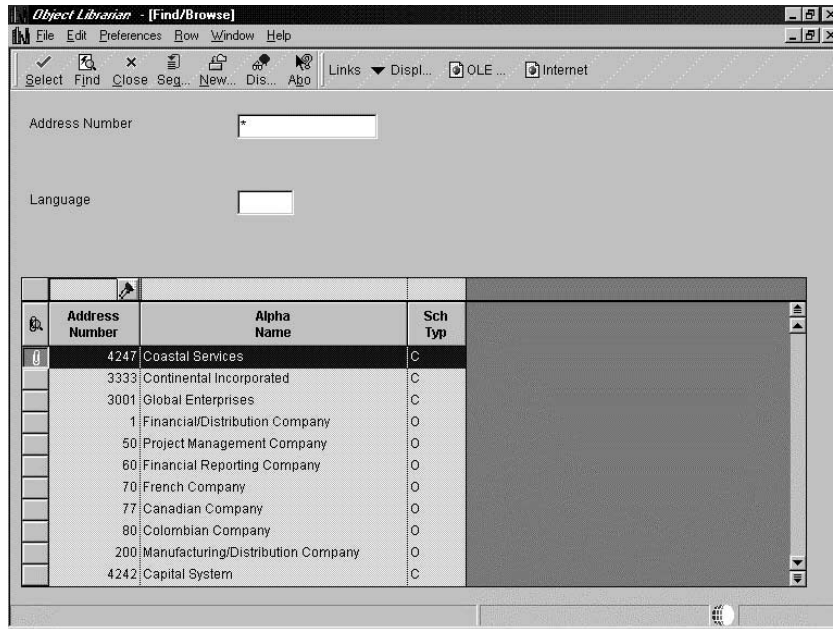 Object Librarian - [Find/Browse]
File Edit Preferences Row Window Help
Select Find Close Seq... New... Dis... Abo Links Displ... OLE ... Internet
Address Number *
Language
Address Number Alpha Name Sch Typ
4247 Coastal Services C
3333 Continental Incorporated C
3001 Global Enterprises C
1 Financial/Distribution Company O
50 Project Management Company O
60 Financial Reporting Company O
70 French Company O
77 Canadian Company O
80 Colombian Company O
200 Manufacturing/Distribution Company O
4242 Capital System C